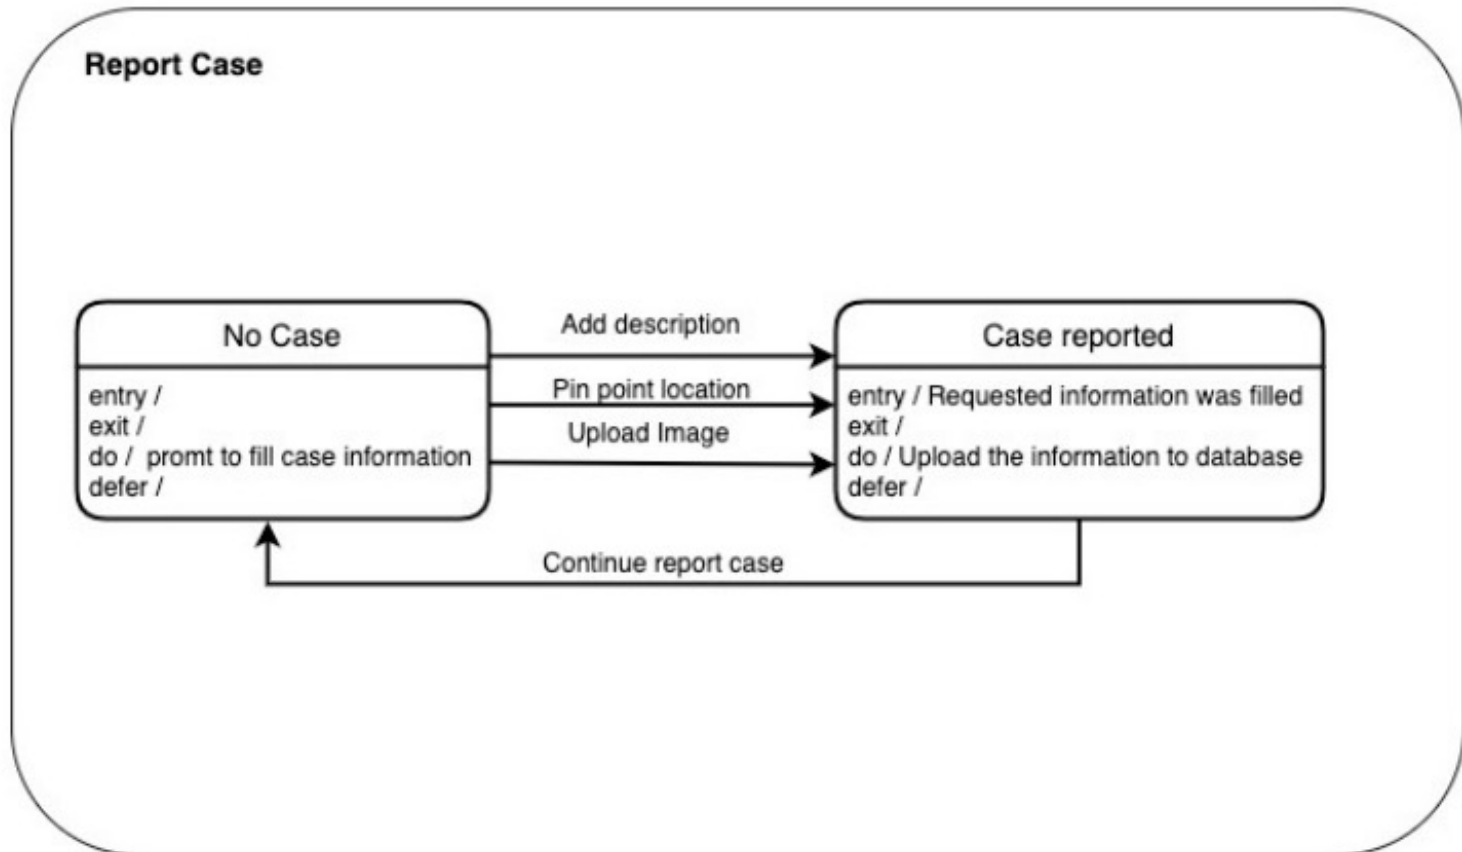 Report Case
No Case
entry /
exit /
do / promt to fill case information
defer /
Add description
Pin point location
Upload Image
Case reported
entry / Requested information was filled
exit /
do / Upload the information to database
defer /
Continue report case